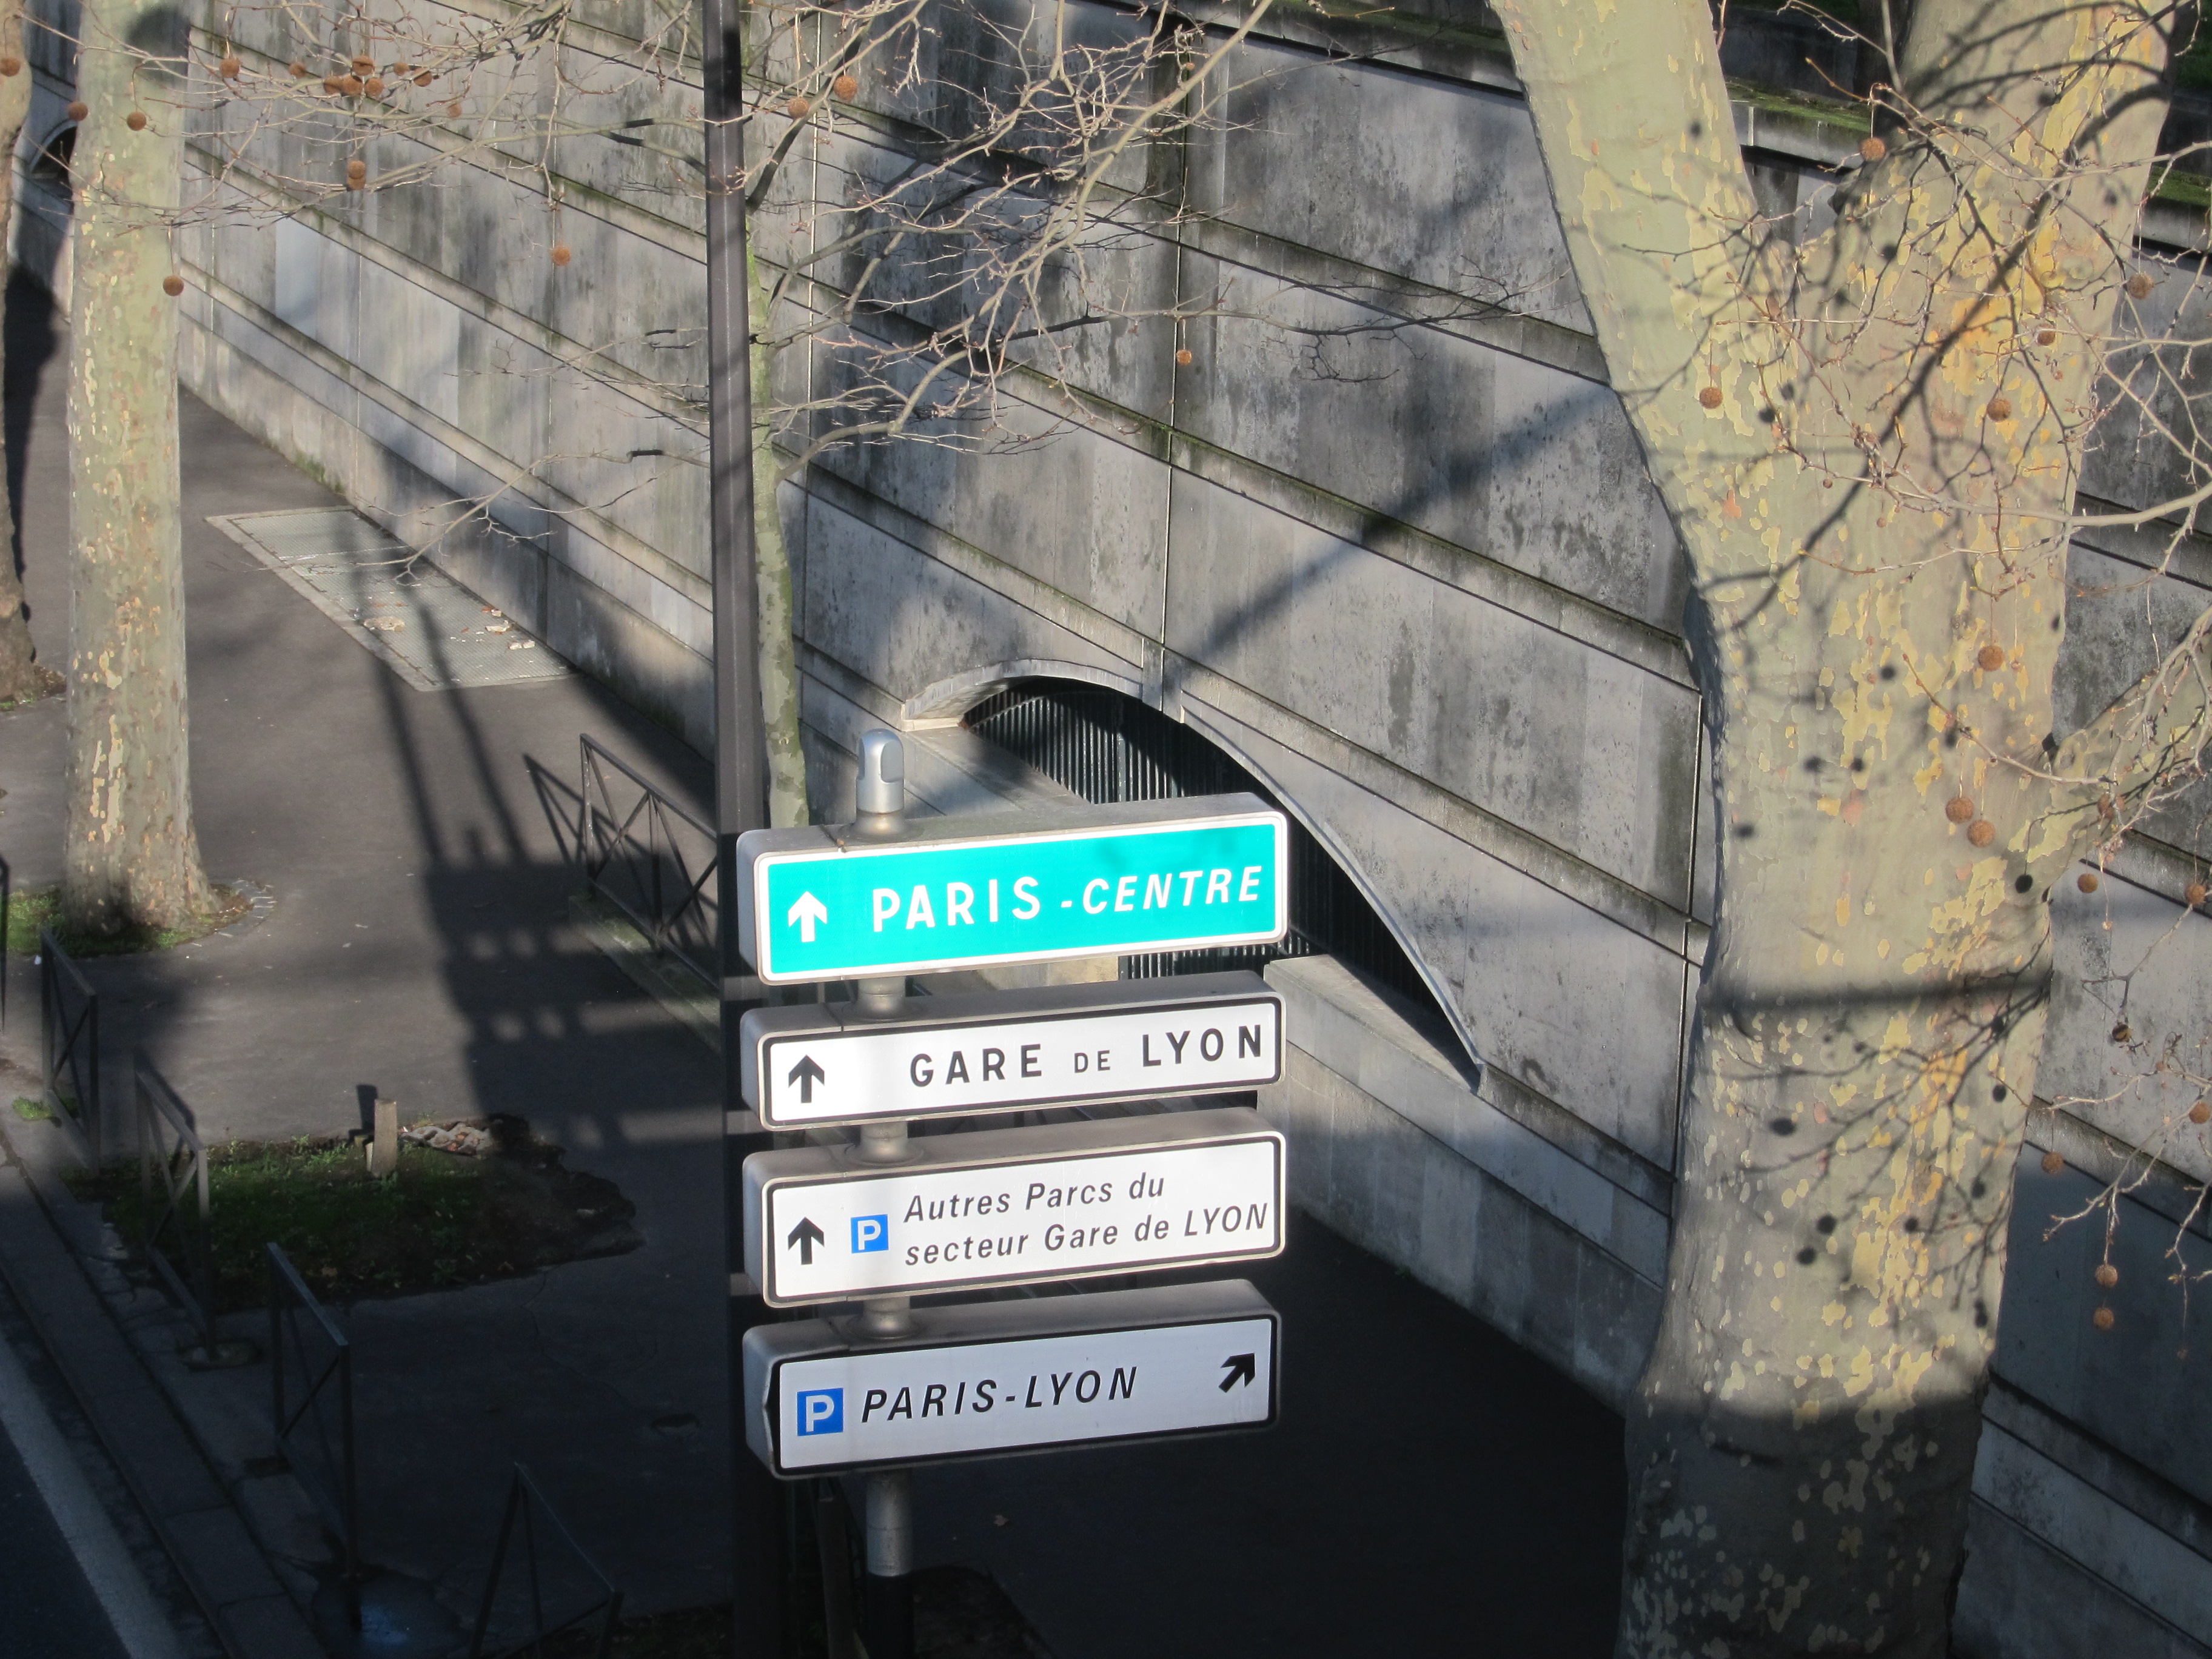 PARIS - CENTRE
GARE DE LYON
P Autres Parcs du
secteur Gare de LYON
P PARIS-LYON